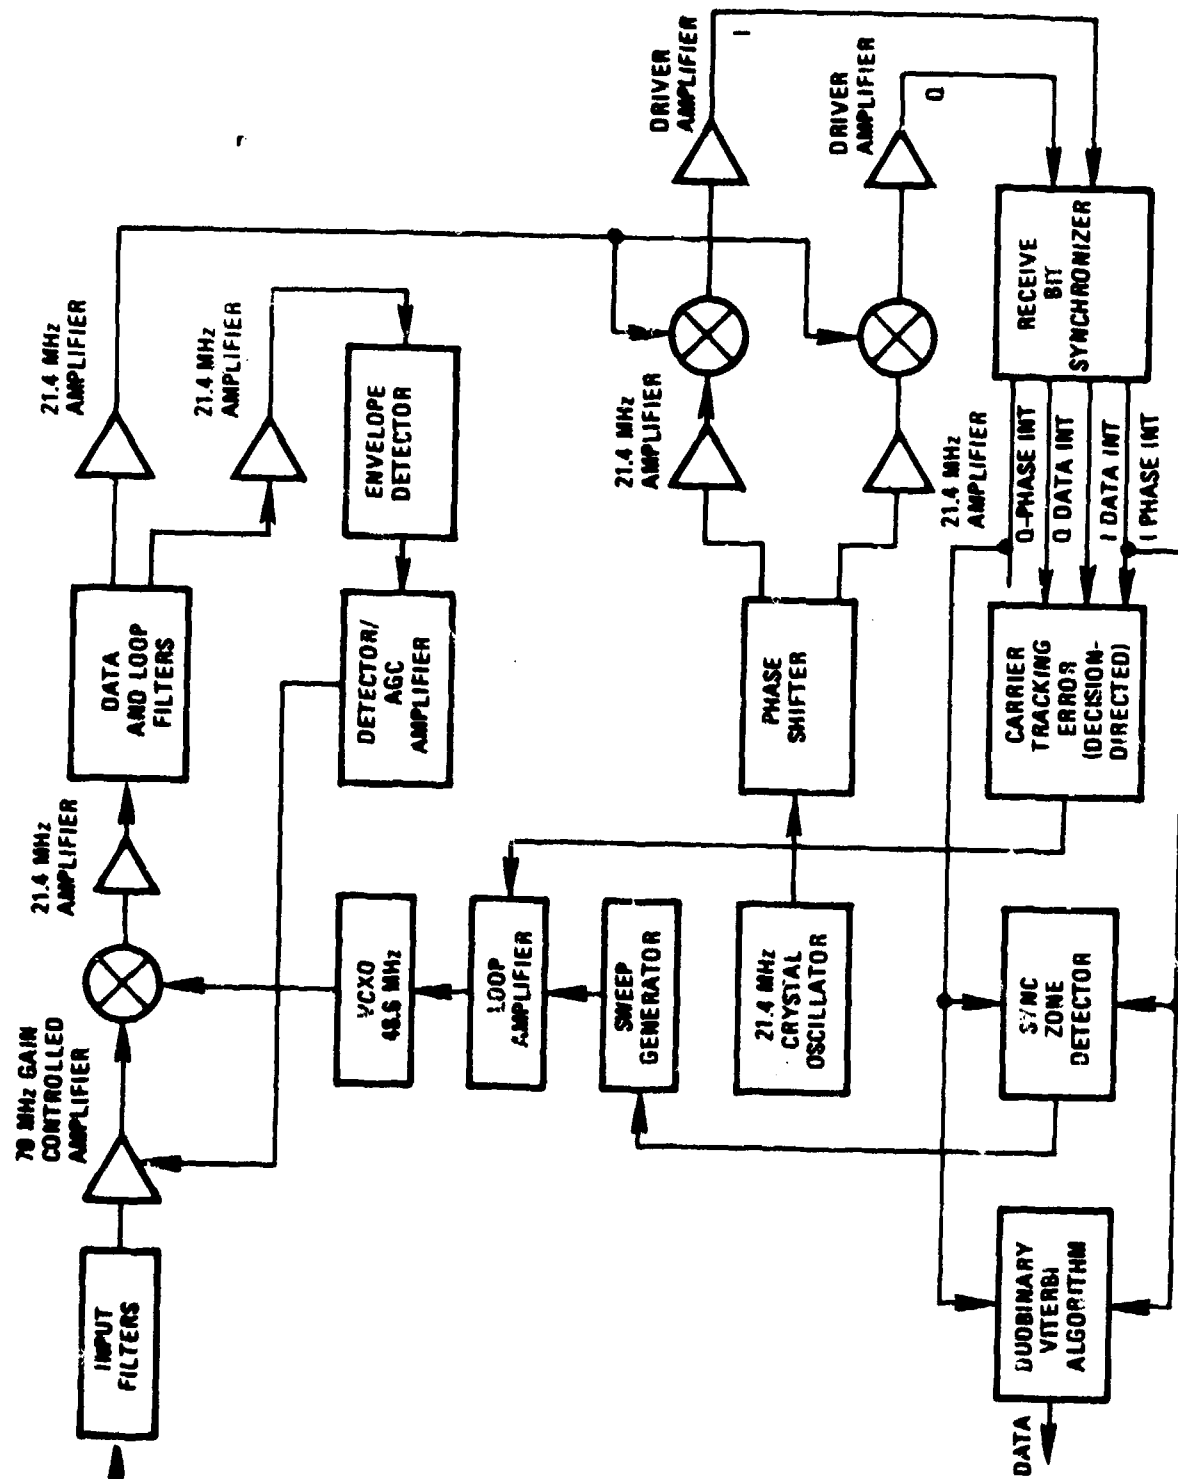 INPUT
FILTERS
70 MHz GAIN
CONTROLLED
AMPLIFIER
21.4 MHz
AMPLIFIER
DATA
AND LOOP
FILTERS
21.4 MHz
AMPLIFIER
21.4 MHz
AMPLIFIER
ENVELOPE
DETECTOR
DETECTOR/
AGC
AMPLIFIER
VCXO
48.6 MHz
LOOP
AMPLIFIER
SWEEP
GENERATOR
21.4 MHz
CRYSTAL
OSCILLATOR
PHASE
SHIFTER
21.4 MHz
AMPLIFIER
21.4 MHz
AMPLIFIER
DRIVER
AMPLIFIER
I
DRIVER
AMPLIFIER
Q
RECEIVE
BIT
SYNCHRONIZER
Q-PHASE INT
Q DATA INT
I DATA INT
I PHASE INT
CARRIER
TRACKING
ERROR
(DECISION-
DIRECTED)
SYNC
ZONE
DETECTOR
DUOBINARY
VITERBI
ALGORITHM
DATA